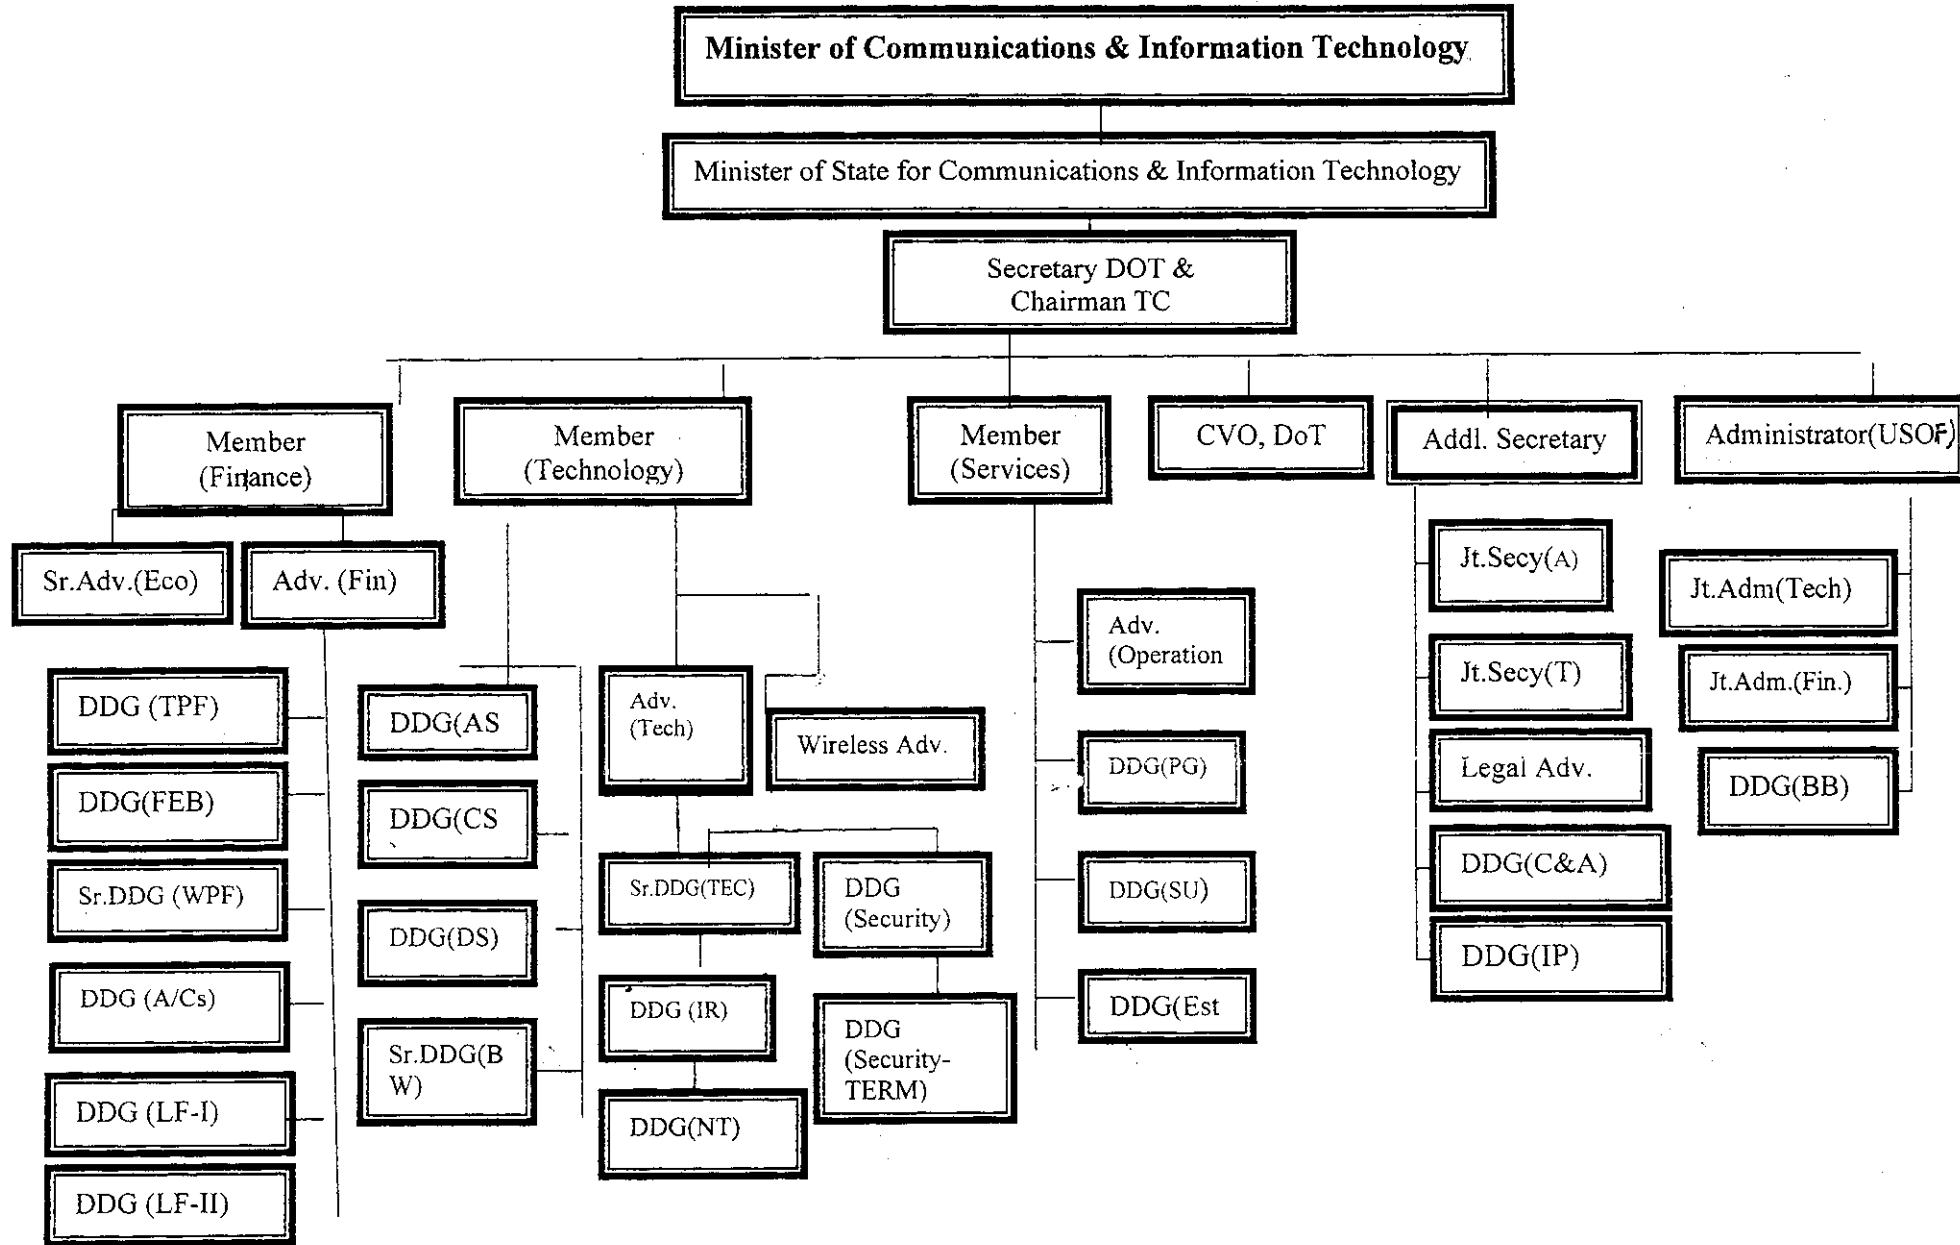 Minister of Communications & Information Technology
Minister of State for Communications & Information Technology
Secretary DOT &
Chairman TC
Member
(Finance)
Member
(Technology)
Member
(Services)
CVO, DoT
Addl. Secretary
Administrator(USOF)
Sr.Adv.(Eco)
Adv. (Fin)
DDG (TPF)
DDG(FEB)
Sr.DDG (WPF)
DDG (A/Cs)
DDG (LF-I)
DDG (LF-II)
DDG(AS
DDG(CS
DDG(DS)
Sr.DDG(B
W)
Adv.
(Tech)
Wireless Adv.
Sr.DDG(TEC)
DDG (IR)
DDG(NT)
DDG
(Security)
DDG
(Security-
TERM)
Adv.
(Operation
DDG(PG)
DDG(SU)
DDG(Est
Jt.Secy(A)
Jt.Secy(T)
Legal Adv.
DDG(C&A)
DDG(IP)
Jt.Adm(Tech)
Jt.Adm.(Fin.)
DDG(BB)